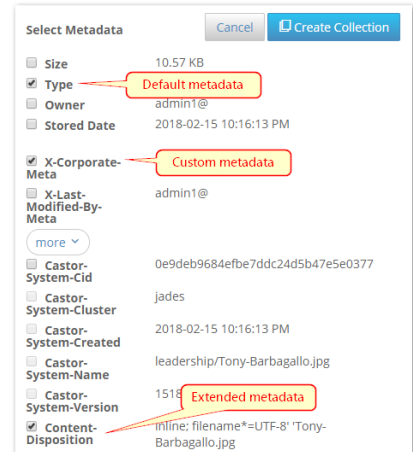 Select Metadata Cancel Create Collection
Size 10.57 KB
Type Default metadata
Owner admin1@
Stored Date 2018-02-15 10:16:13 PM
X-Corporate- Custom metadata
Meta
X-Last- admin1@
Modified-By-
Meta
more
Castor- 0e9deb9684efbe7ddc24d5b47e5e0377
System-Cid
Castor- jades
System-Cluster
Castor- 2018-02-15 10:16:13 PM
System-Created
Castor- leadership/Tony-Barbagallo.jpg
System-Name
Castor- 1518
System-Version Extended metadata
Content- inline; filename*=UTF-8' 'Tony-
Disposition Barbagallo.jpg